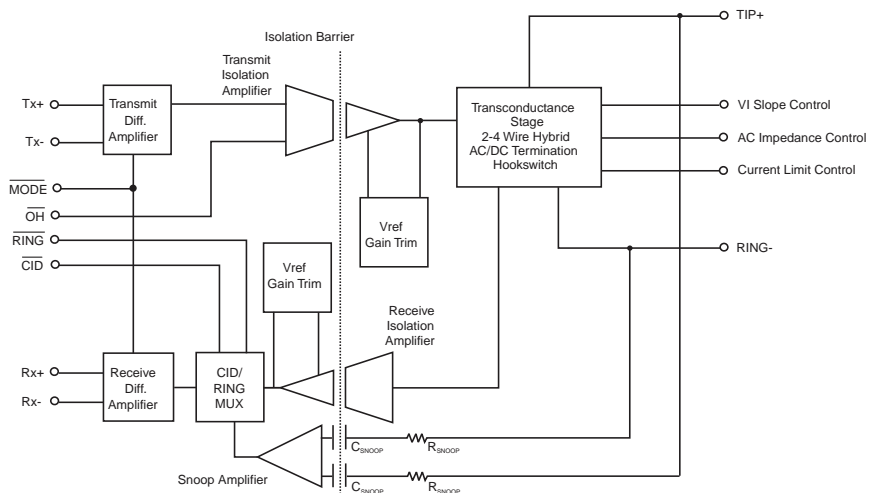 TIP+
Isolation Barrier
Transmit
Isolation
Amplifier
Tx+
Tx-
Transmit
Diff.
Amplifier
Transconductance
Stage
2-4 Wire Hybrid
AC/DC Termination
Hookswitch
VI Slope Control
AC Impedance Control
Current Limit Control
MODE
OH
RING
CID
Vref
Gain Trim
Vref
Gain Trim
RING-
Receive
Isolation
Amplifier
Rx+
Rx-
Receive
Diff.
Amplifier
CID/
RING
MUX
CSNOOP
RSNOOP
Snoop Amplifier
CSNOOP
RSNOOP